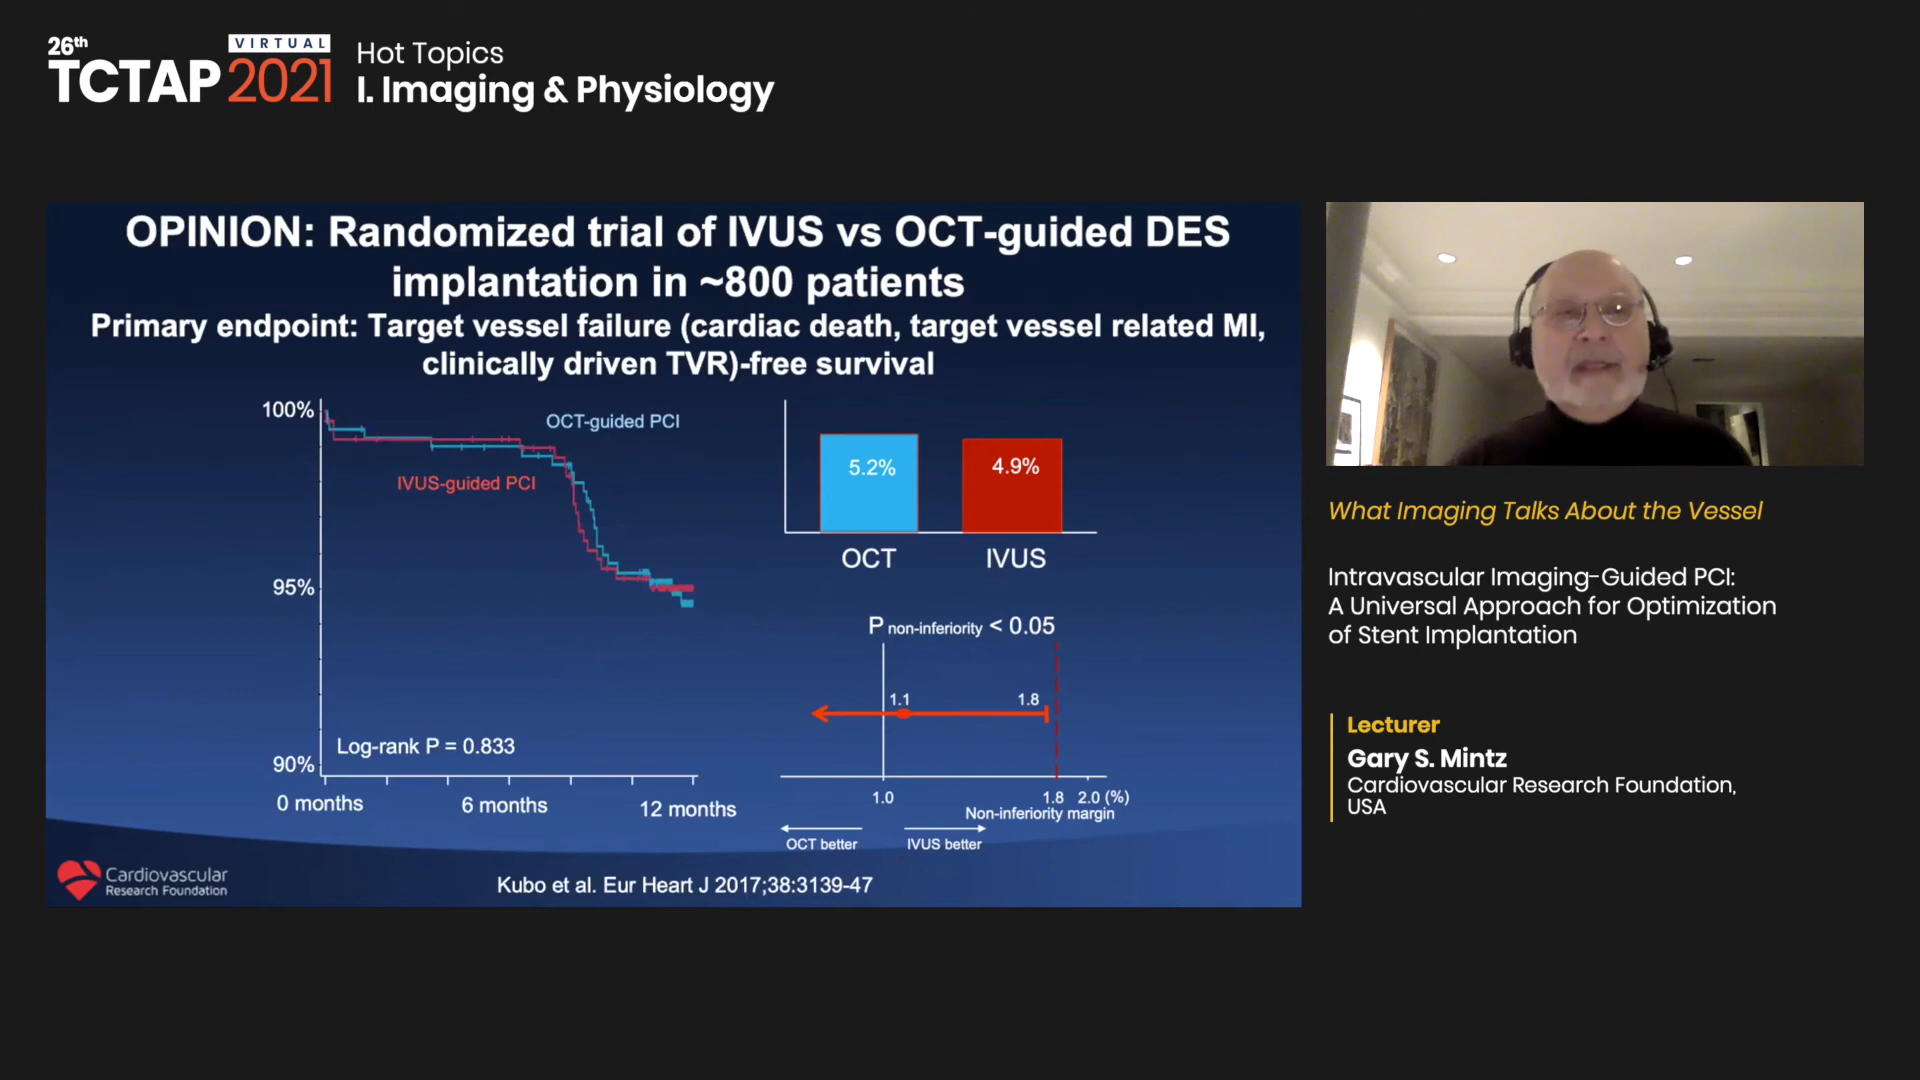 26th
VIRTUAL
TCTAP 2021
Hot Topics
I. Imaging & Physiology
OPINION: Randomized trial of IVUS vs OCT-guided DES
implantation in ~800 patients
Primary endpoint: Target vessel failure (cardiac death, target vessel related MI,
clinically driven TVR)-free survival
100%
95%
90%
OCT-guided PCI
IVUS-guided PCI
Log-rank P = 0.833
0 months
6 months
12 months
5.2%
4.9%
OCT
IVUS
P non-inferiority < 0.05
1.1
1.8
1.0
1.8
2.0 (%)
Non-inferiority margin
OCT better
IVUS better
Cardiovascular
Research Foundation
Kubo et al. Eur Heart J 2017;38:3139-47
What Imaging Talks About the Vessel
Intravascular Imaging-Guided PCI:
A Universal Approach for Optimization
of Stent Implantation
Lecturer
Gary S. Mintz
Cardiovascular Research Foundation,
USA